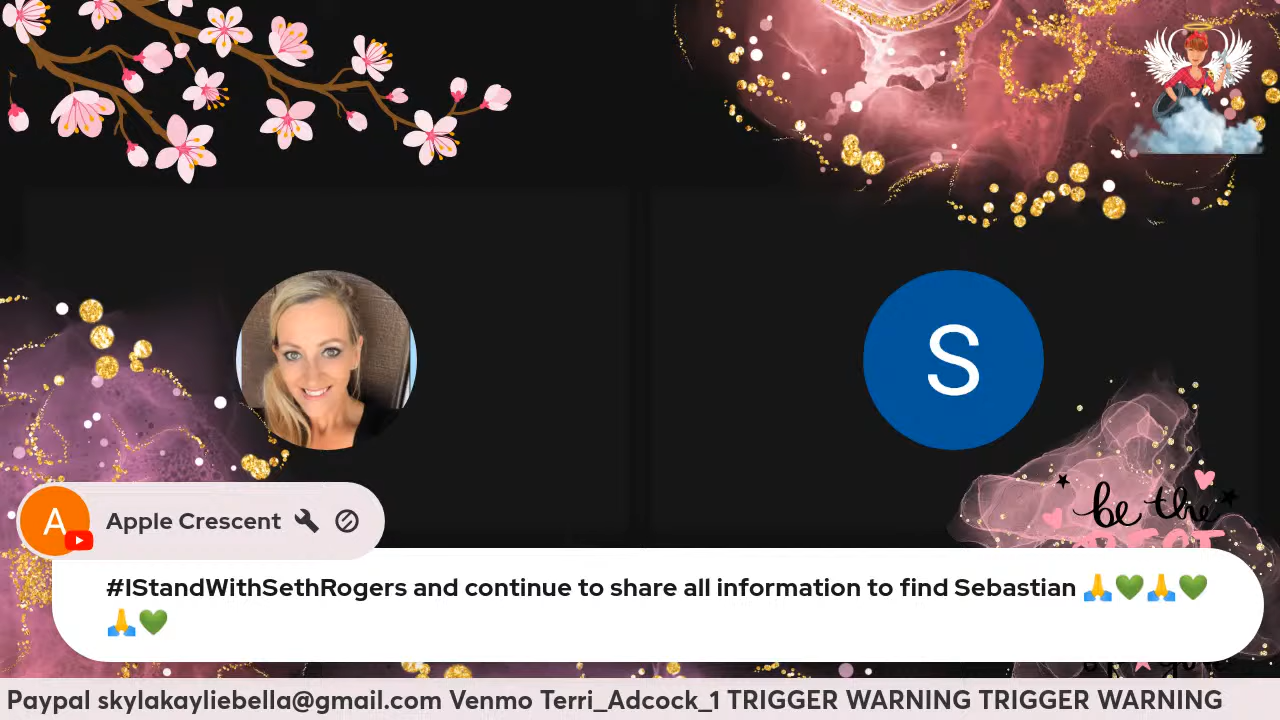 S
be the
A
Apple Crescent
#IStandWithSethRogers and continue to share all information to find Sebastian 🙏💚🙏💚
🙏💚
Paypal skylakayliebella@gmail.com Venmo Terri_Adcock_1 TRIGGER WARNING TRIGGER WARNING